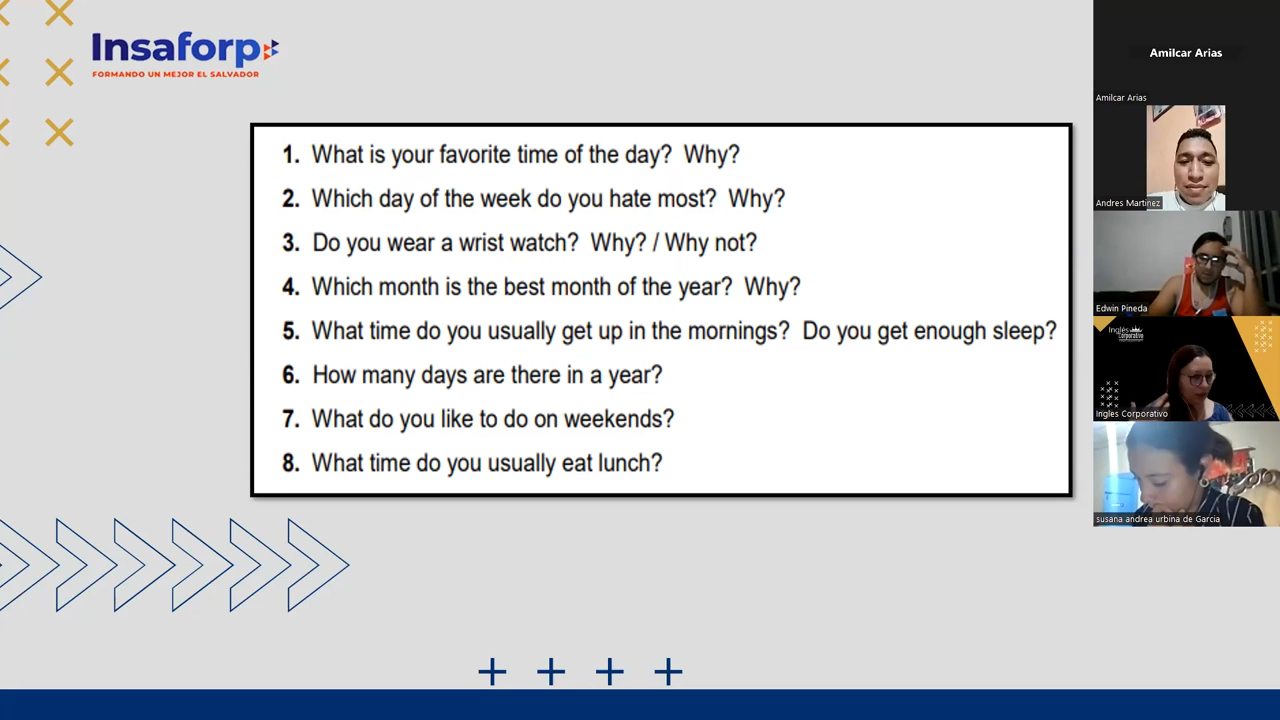 Insaforp
FORMANDO UN MEJOR EL SALVADOR
1. What is your favorite time of the day? Why?
2. Which day of the week do you hate most? Why?
3. Do you wear a wrist watch? Why? / Why not?
4. Which month is the best month of the year? Why?
5. What time do you usually get up in the mornings? Do you get enough sleep?
6. How many days are there in a year?
7. What do you like to do on weekends?
8. What time do you usually eat lunch?
Amilcar Arias
Amilcar Arias
Andres Martinez
Edwin Pineda
Inglés
Corporativo
Ingles Corporativo
susana andrea urbina de Garcia